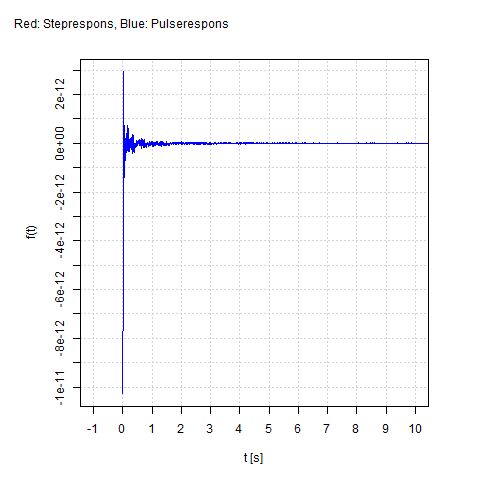 Red: Steprespons, Blue: Pulserespons
2e-12
0e+00
-2e-12
-4e-12
-6e-12
-8e-12
-1e-11
f(t)
-1 0 1 2 3 4 5 6 7 8 9 10
t [s]